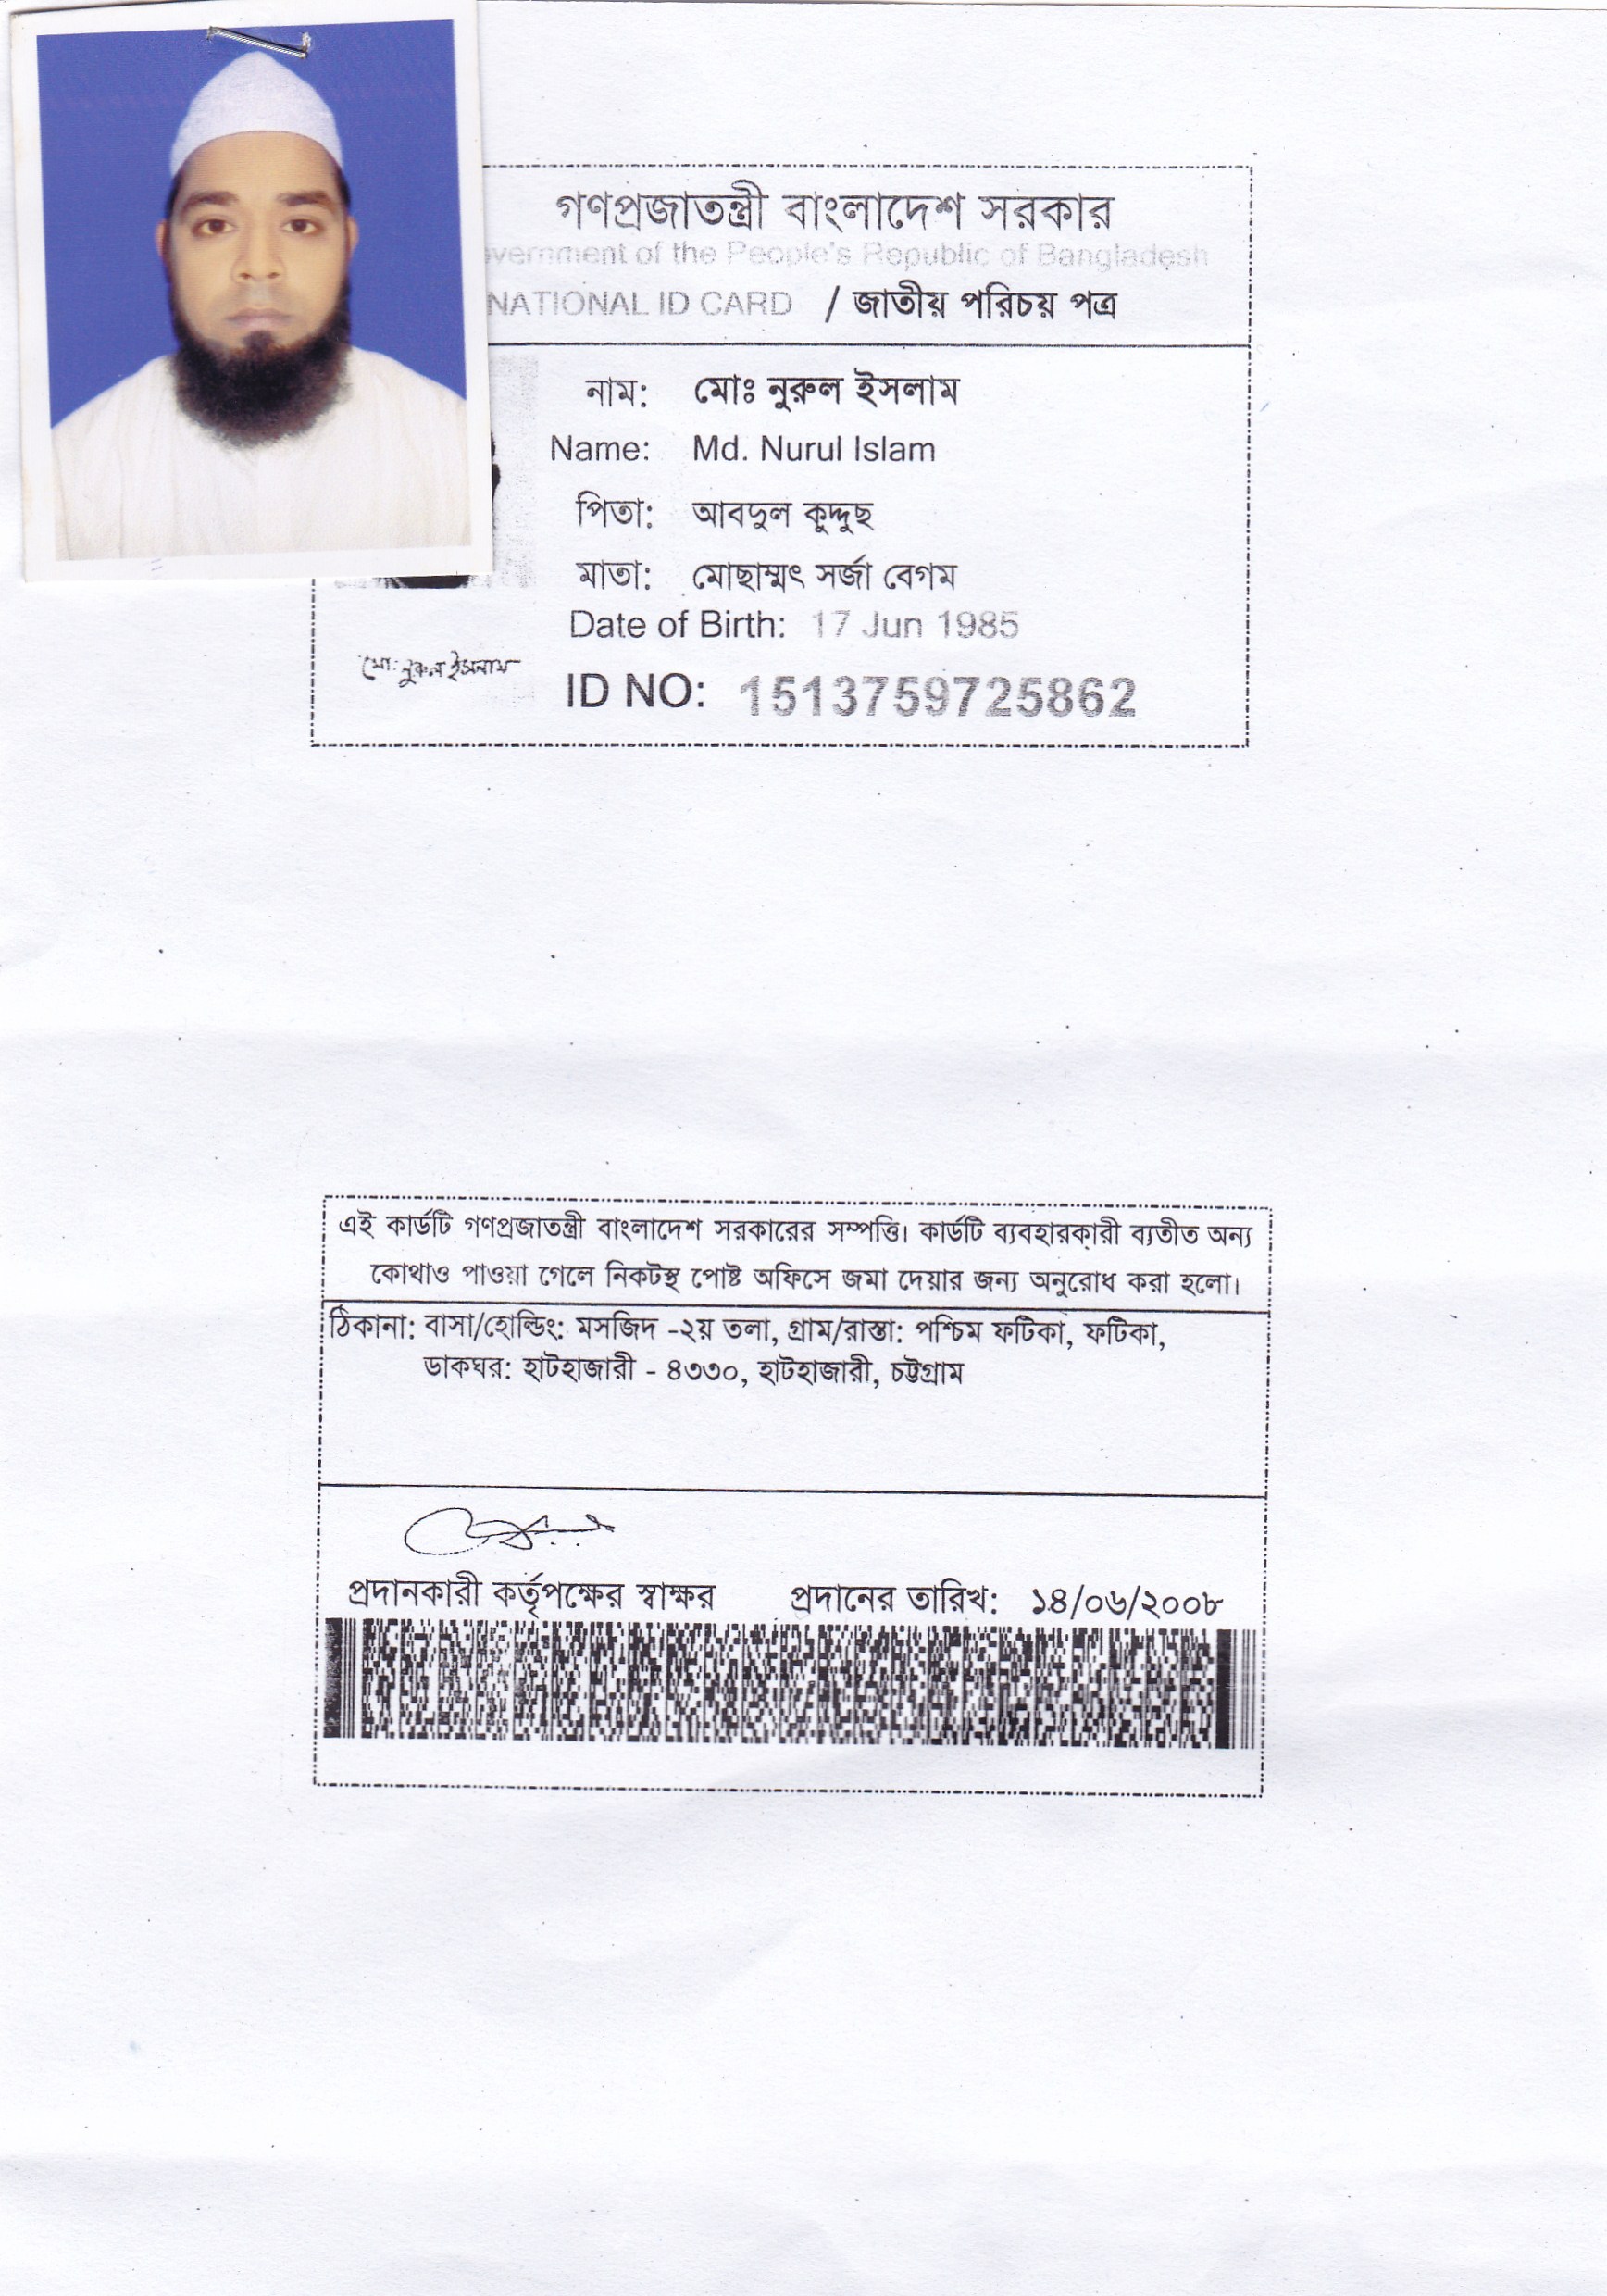 গণপ্রজাতন্ত্রী বাংলাদেশ সরকার
vernment of the People's Republic of Bangladesh
NATIONAL ID CARD / জাতীয় পরিচয় পত্র
নাম: মোঃ নুরুল ইসলাম
Name: Md. Nurul Islam
পিতা: আবদুল কুদ্দুছ
মাতা: মোছাম্মৎ সর্জা বেগম
Date of Birth: 17 Jun 1985
মো: নুরুল ইসলাম
ID NO: 1513759725862
এই কার্ডটি গণপ্রজাতন্ত্রী বাংলাদেশ সরকারের সম্পত্তি। কার্ডটি ব্যবহারকারী ব্যতীত অন্য
কোথাও পাওয়া গেলে নিকটস্থ পোষ্ট অফিসে জমা দেয়ার জন্য অনুরোধ করা হলো।
ঠিকানা: বাসা/হোল্ডিং: মসজিদ -২য় তলা, গ্রাম/রাস্তা: পশ্চিম ফটিকা, ফটিকা,
ডাকঘর: হাটহাজারী - ৪৩৩০, হাটহাজারী, চট্টগ্রাম
প্রদানকারী কর্তৃপক্ষের স্বাক্ষর প্রদানের তারিখ: ১৪/০৬/২০০৮